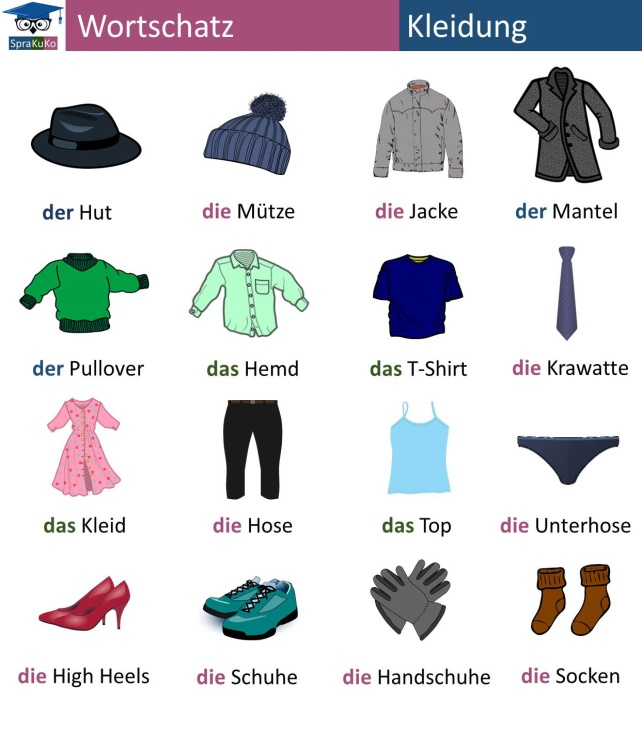 SpraKuKo
Wortschatz
Kleidung
der Hut
die Mütze
die Jacke
der Mantel
der Pullover
das Hemd
das T-Shirt
die Krawatte
das Kleid
die Hose
das Top
die Unterhose
die High Heels
die Schuhe
die Handschuhe
die Socken